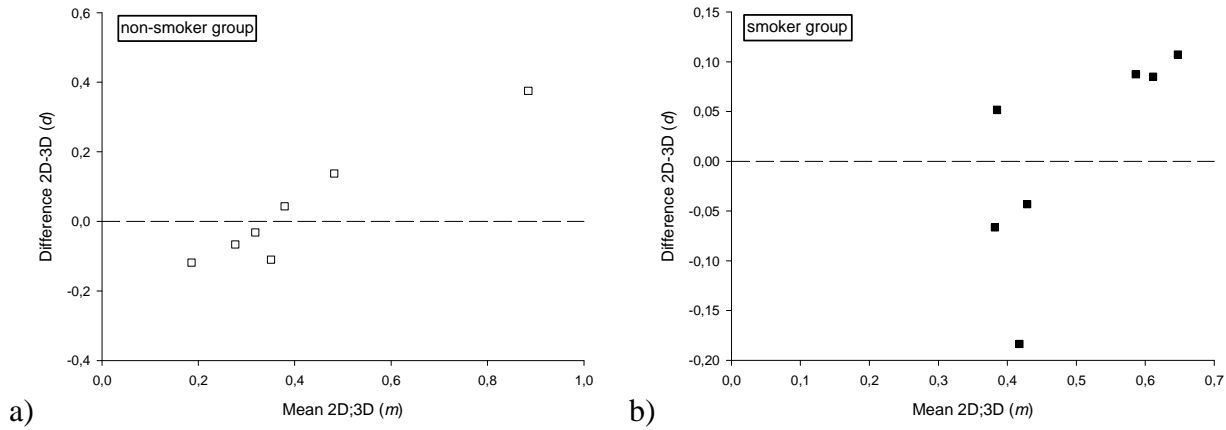 non-smoker group
Difference 2D-3D (d)
0,6
0,4
0,2
0,0
-0,2
-0,4
0,0 0,2 0,4 0,6 0,8 1,0
Mean 2D;3D (m)
a)
smoker group
Difference 2D-3D (d)
0,15
0,10
0,05
0,00
-0,05
-0,10
-0,15
-0,20
0,0 0,1 0,2 0,3 0,4 0,5 0,6 0,7
Mean 2D;3D (m)
b)